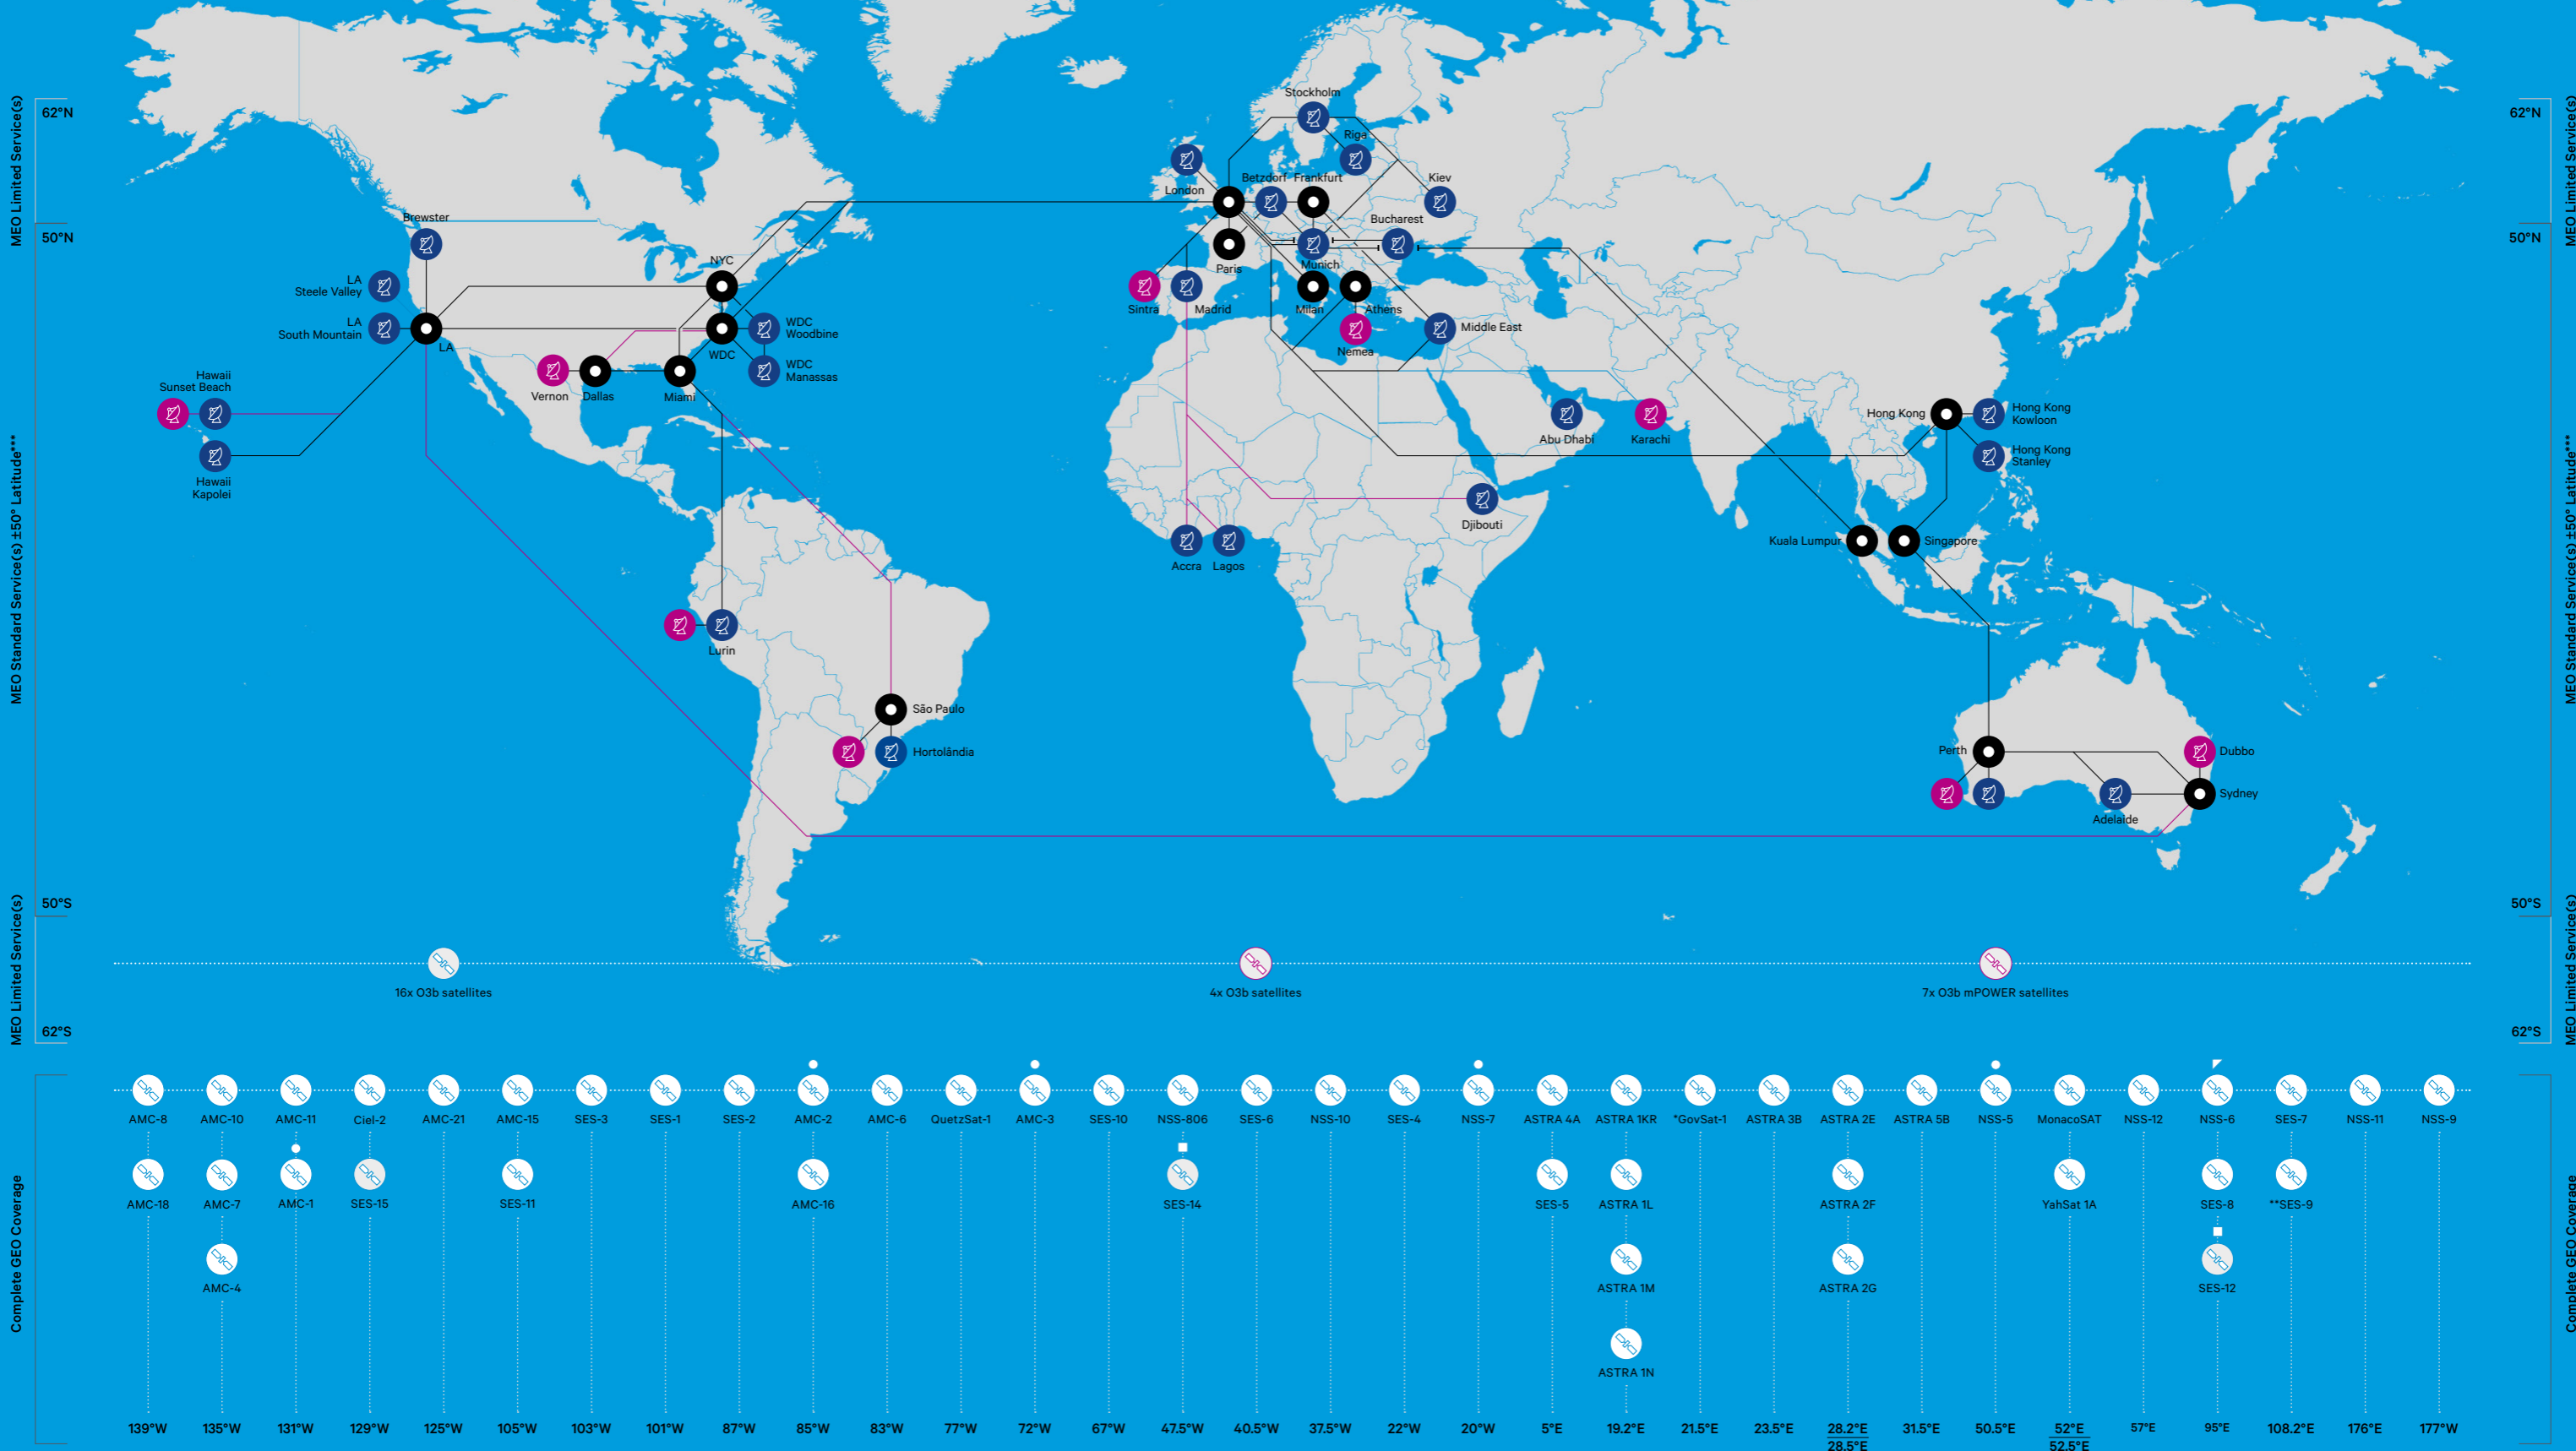 Stockholm
62°N
62°N
Riga
London
Betzdorf
Frankfurt
Kiev
Brewster
Bucharest
50°N
50°N
NYC
Paris
Munich
LA
Steele Valley
Sintra
Madrid
Milan
Athens
LA
South Mountain
WDC
Woodbine
Middle East
LA
WDC
Nemea
WDC
Manassas
Hawaii
Sunset Beach
Vernon
Dallas
Miami
Hong Kong
Hong Kong
Kowloon
Abu Dhabi
Karachi
Hong Kong
Stanley
Hawaii
Kapolei
Djibouti
Kuala Lumpur
Singapore
Accra
Lagos
Lurin
São Paulo
Hortolândia
Perth
Dubbo
Sydney
Adelaide
50°S
50°S
16x O3b satellites
4x O3b satellites
7x O3b mPOWER satellites
62°S
62°S
MEO Limited Service(s)
MEO Standard Service(s) ±50° Latitude***
MEO Limited Service(s)
Complete GEO Coverage
MEO Limited Service(s)
MEO Standard Service(s) ±50° Latitude***
MEO Limited Service(s)
Complete GEO Coverage
AMC-8 AMC-10 AMC-11 Ciel-2 AMC-21 AMC-15 SES-3 SES-1 SES-2 AMC-2 AMC-6 QuetzSat-1 AMC-3 SES-10 NSS-806 SES-6 NSS-10 SES-4 NSS-7 ASTRA 4A ASTRA 1KR *GovSat-1 ASTRA 3B ASTRA 2E ASTRA 5B NSS-5 MonacoSAT NSS-12 NSS-6 SES-7 NSS-11 NSS-9
AMC-18 AMC-7 AMC-1 SES-15 SES-11 AMC-16 SES-14 SES-5 ASTRA 1L ASTRA 2F YahSat 1A SES-8 **SES-9
AMC-4 ASTRA 1M ASTRA 2G SES-12
ASTRA 1N
139°W 135°W 131°W 129°W 125°W 105°W 103°W 101°W 87°W 85°W 83°W 77°W 72°W 67°W 47.5°W 40.5°W 37.5°W 22°W 20°W 5°E 19.2°E 21.5°E 23.5°E 28.2°E 31.5°E 50.5°E 52°E 57°E 95°E 108.2°E 176°E 177°W
28.5°E 52.5°E